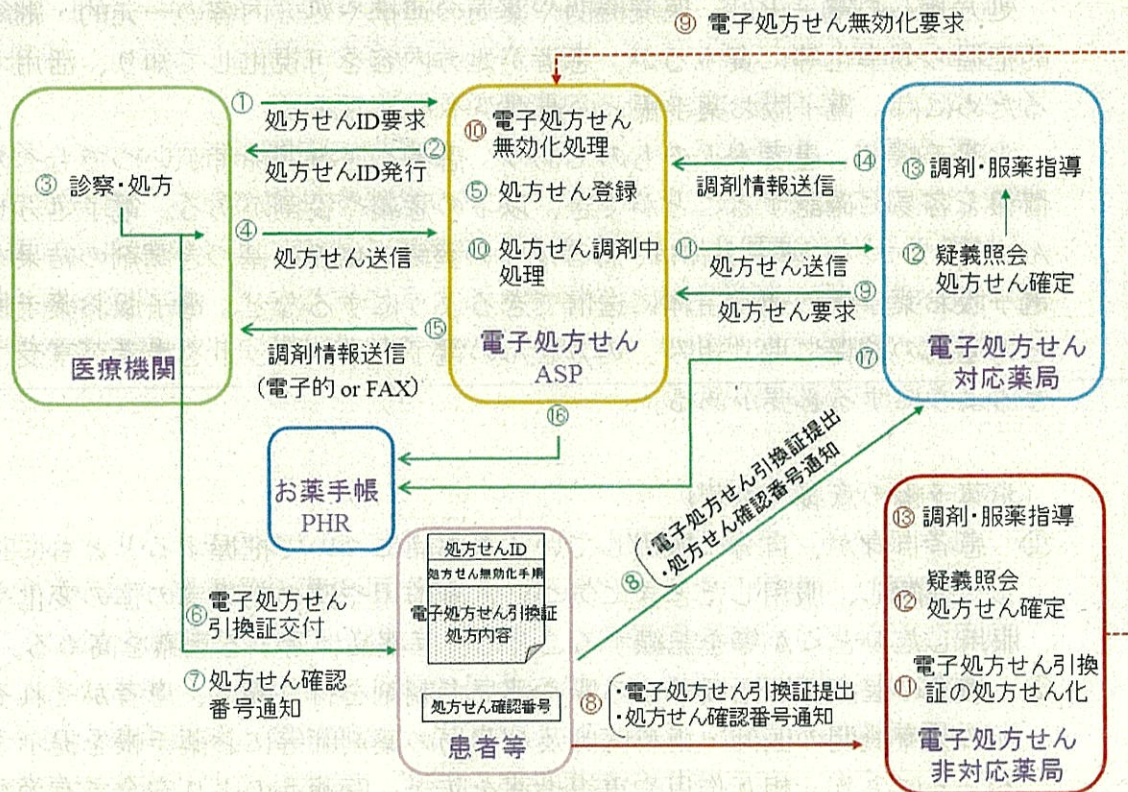 ⑨ 電子処方せん無効化要求
①
処方せんID要求
②
処方せんID発行
③ 診察・処方
④
処方せん送信
⑮
調剤情報送信
(電子的 or FAX)
医療機関
⑩ 電子処方せん
無効化処理
⑤ 処方せん登録
⑩ 処方せん調剤中
処理
電子処方せん
ASP
⑭
調剤情報送信
⑪
処方せん送信
⑨
処方せん要求
⑰
⑬ 調剤・服薬指導
⑫ 疑義照会
処方せん確定
電子処方せん
対応薬局
⑯
お薬手帳
PHR
⑥ 電子処方せん
引換証交付
⑦ 処方せん確認
番号通知
処方せんID
処方せん無効化手順
電子処方せん引換証
処方内容
処方せん確認番号
患者等
⑧
・電子処方せん引換証提出
・処方せん確認番号通知
⑧
・電子処方せん引換証提出
・処方せん確認番号通知
⑬ 調剤・服薬指導
⑫ 疑義照会
処方せん確定
⑪ 電子処方せん引換
証の処方せん化
電子処方せん
非対応薬局